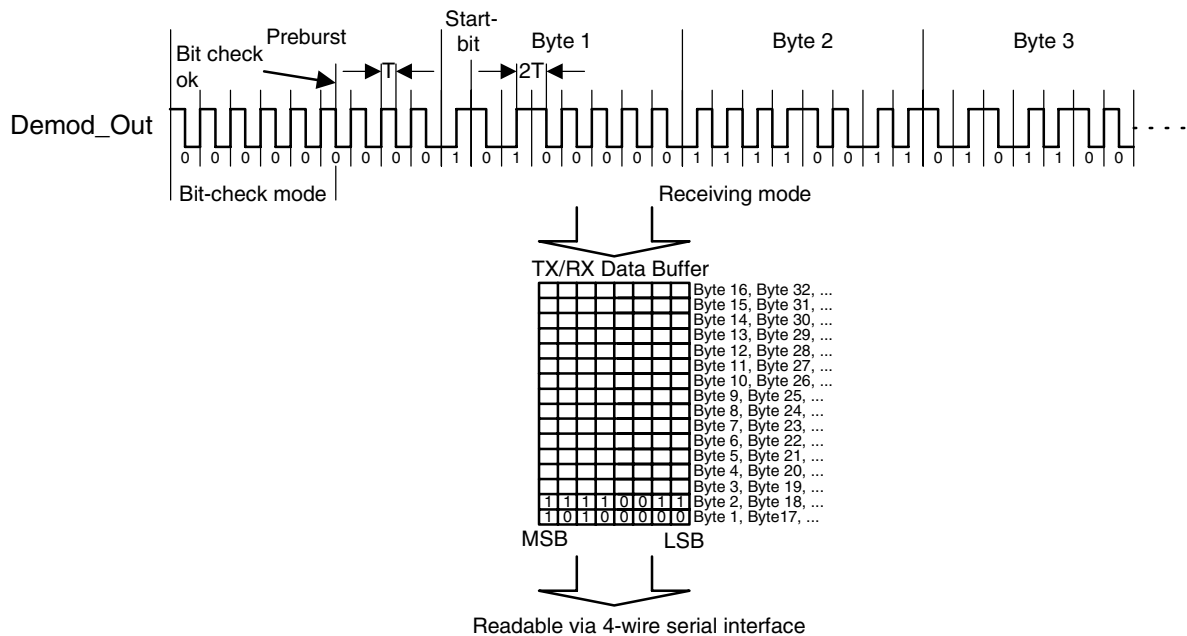 Preburst
Start-
bit
Byte 1
Byte 2
Byte 3
Bit check
ok
T
2T
Demod_Out
0 0 0 0 0 0 0 0 0 1 0 1 0 0 0 0 0 1 1 1 1 0 0 1 1 0 1 0 1 1 0 0
Bit-check mode
Receiving mode
TX/RX Data Buffer
Byte 16, Byte 32, ...
Byte 15, Byte 31, ...
Byte 14, Byte 30, ...
Byte 13, Byte 29, ...
Byte 12, Byte 28, ...
Byte 11, Byte 27, ...
Byte 10, Byte 26, ...
Byte 9, Byte 25, ...
Byte 8, Byte 24, ...
Byte 7, Byte 23, ...
Byte 6, Byte 22, ...
Byte 5, Byte 21, ...
Byte 4, Byte 20, ...
Byte 3, Byte 19, ...
1 1 1 1 0 0 1 1 Byte 2, Byte 18, ...
1 0 1 0 0 0 0 0 Byte 1, Byte17, ...
MSB
LSB
Readable via 4-wire serial interface